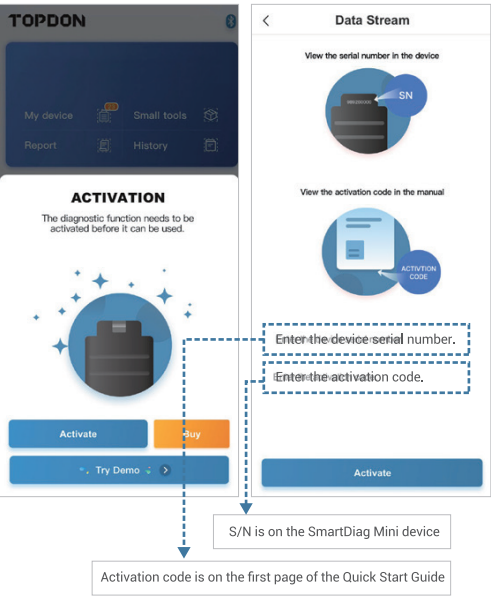 TOPDON
My device
Small tools
Report
History
ACTIVATION
The diagnostic function needs to be
activated before it can be used.
Activate
Buy
Try Demo
Data Stream
View the serial number in the device
SN
View the activation code in the manual
ACTIVTION
CODE
Enter the device serial number.
Enter the activation code.
Activate
S/N is on the SmartDiag Mini device
Activation code is on the first page of the Quick Start Guide